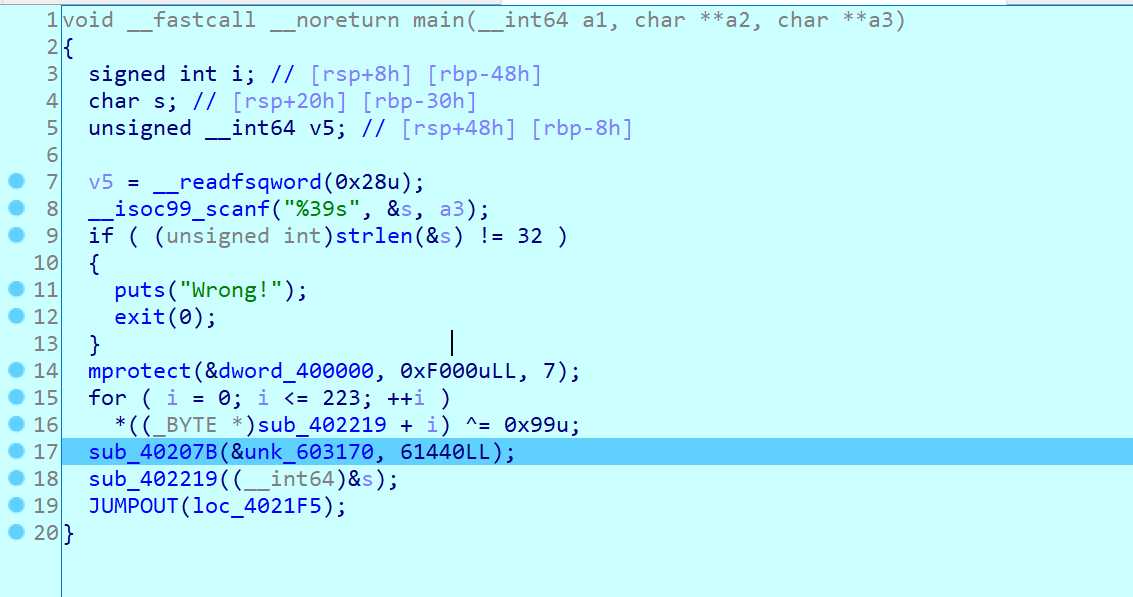 1 void __fastcall __noreturn main(__int64 a1, char **a2, char **a3)
2 {
3   signed int i; // [rsp+8h] [rbp-48h]
4   char s; // [rsp+20h] [rbp-30h]
5   unsigned __int64 v5; // [rsp+48h] [rbp-8h]
6
7   v5 = __readfsqword(0x28u);
8   __isoc99_scanf("%39s", &s, a3);
9   if ( (unsigned int)strlen(&s) != 32 )
10   {
11     puts("Wrong!");
12     exit(0);
13   }
14   mprotect(&dword_400000, 0xF000uLL, 7);
15   for ( i = 0; i <= 223; ++i )
16     *((_BYTE *)sub_402219 + i) ^= 0x99u;
17   sub_40207B(&unk_603170, 61440LL);
18   sub_402219((__int64)&s);
19   JUMPOUT(loc_4021F5);
20 }